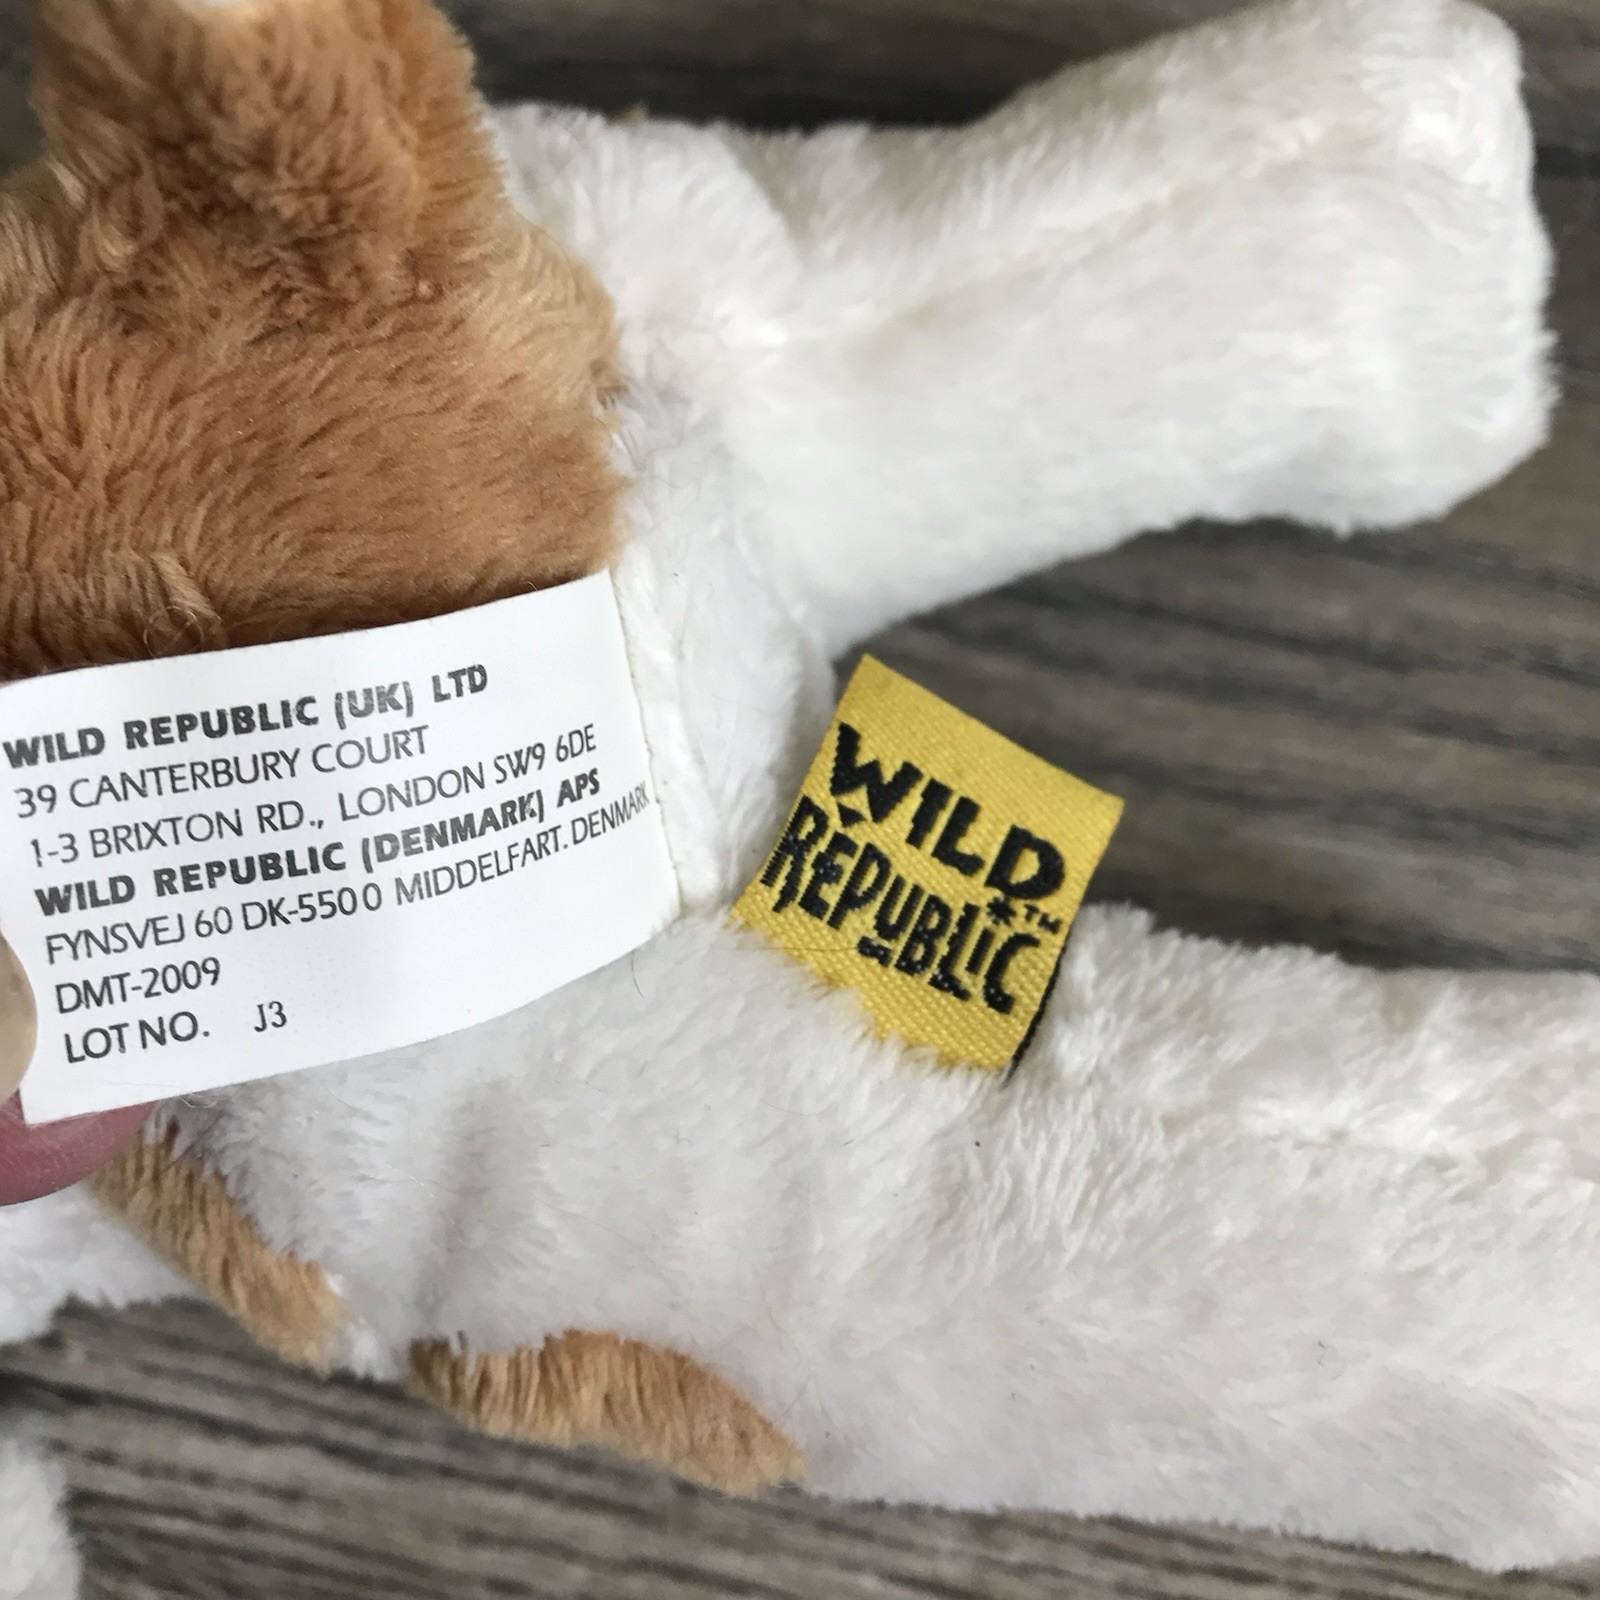 WILD REPUBLIC (UK) LTD
39 CANTERBURY COURT
1-3 BRIXTON RD., LONDON SW9 6DE
WILD REPUBLIC (DENMARK) APS
FYNSVEJ 60 DK-5500 MIDDELFART. DENMARK
DMT-2009
LOT NO. J3
WILD
REPUBLIC™